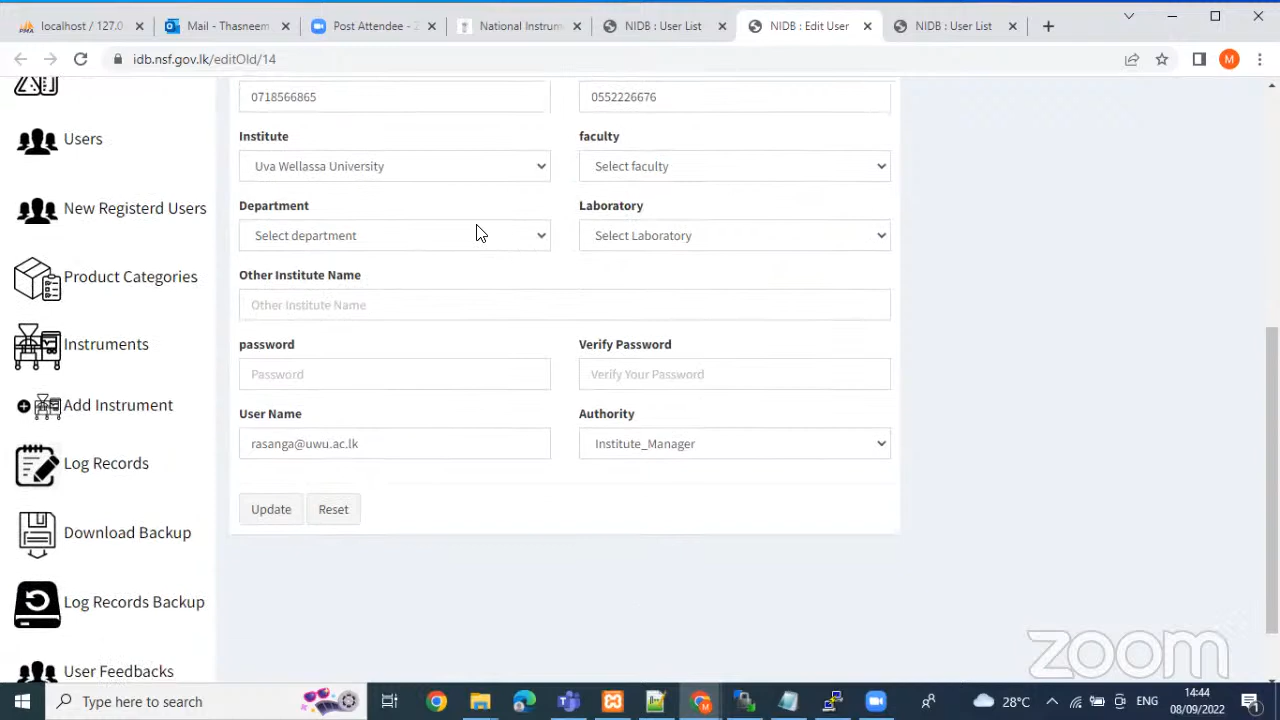 localhost / 127.0
Mail - Thasneem
Post Attendee - Z
National Instrum
NIDB : User List
NIDB : Edit User
NIDB : User List
idb.nsf.gov.lk/editOld/14
M
0718566865
0552226676
Users
Institute
faculty
Uva Wellassa University
Select faculty
New Registerd Users
Department
Laboratory
Select department
Select Laboratory
Product Categories
Other Institute Name
Other Institute Name
Instruments
password
Verify Password
Password
Verify Your Password
Add Instrument
User Name
Authority
rasanga@uwu.ac.lk
Institute_Manager
Log Records
Update
Reset
Download Backup
Log Records Backup
User Feedbacks
zoom
Type here to search
28°C
ENG
14:44
08/09/2022